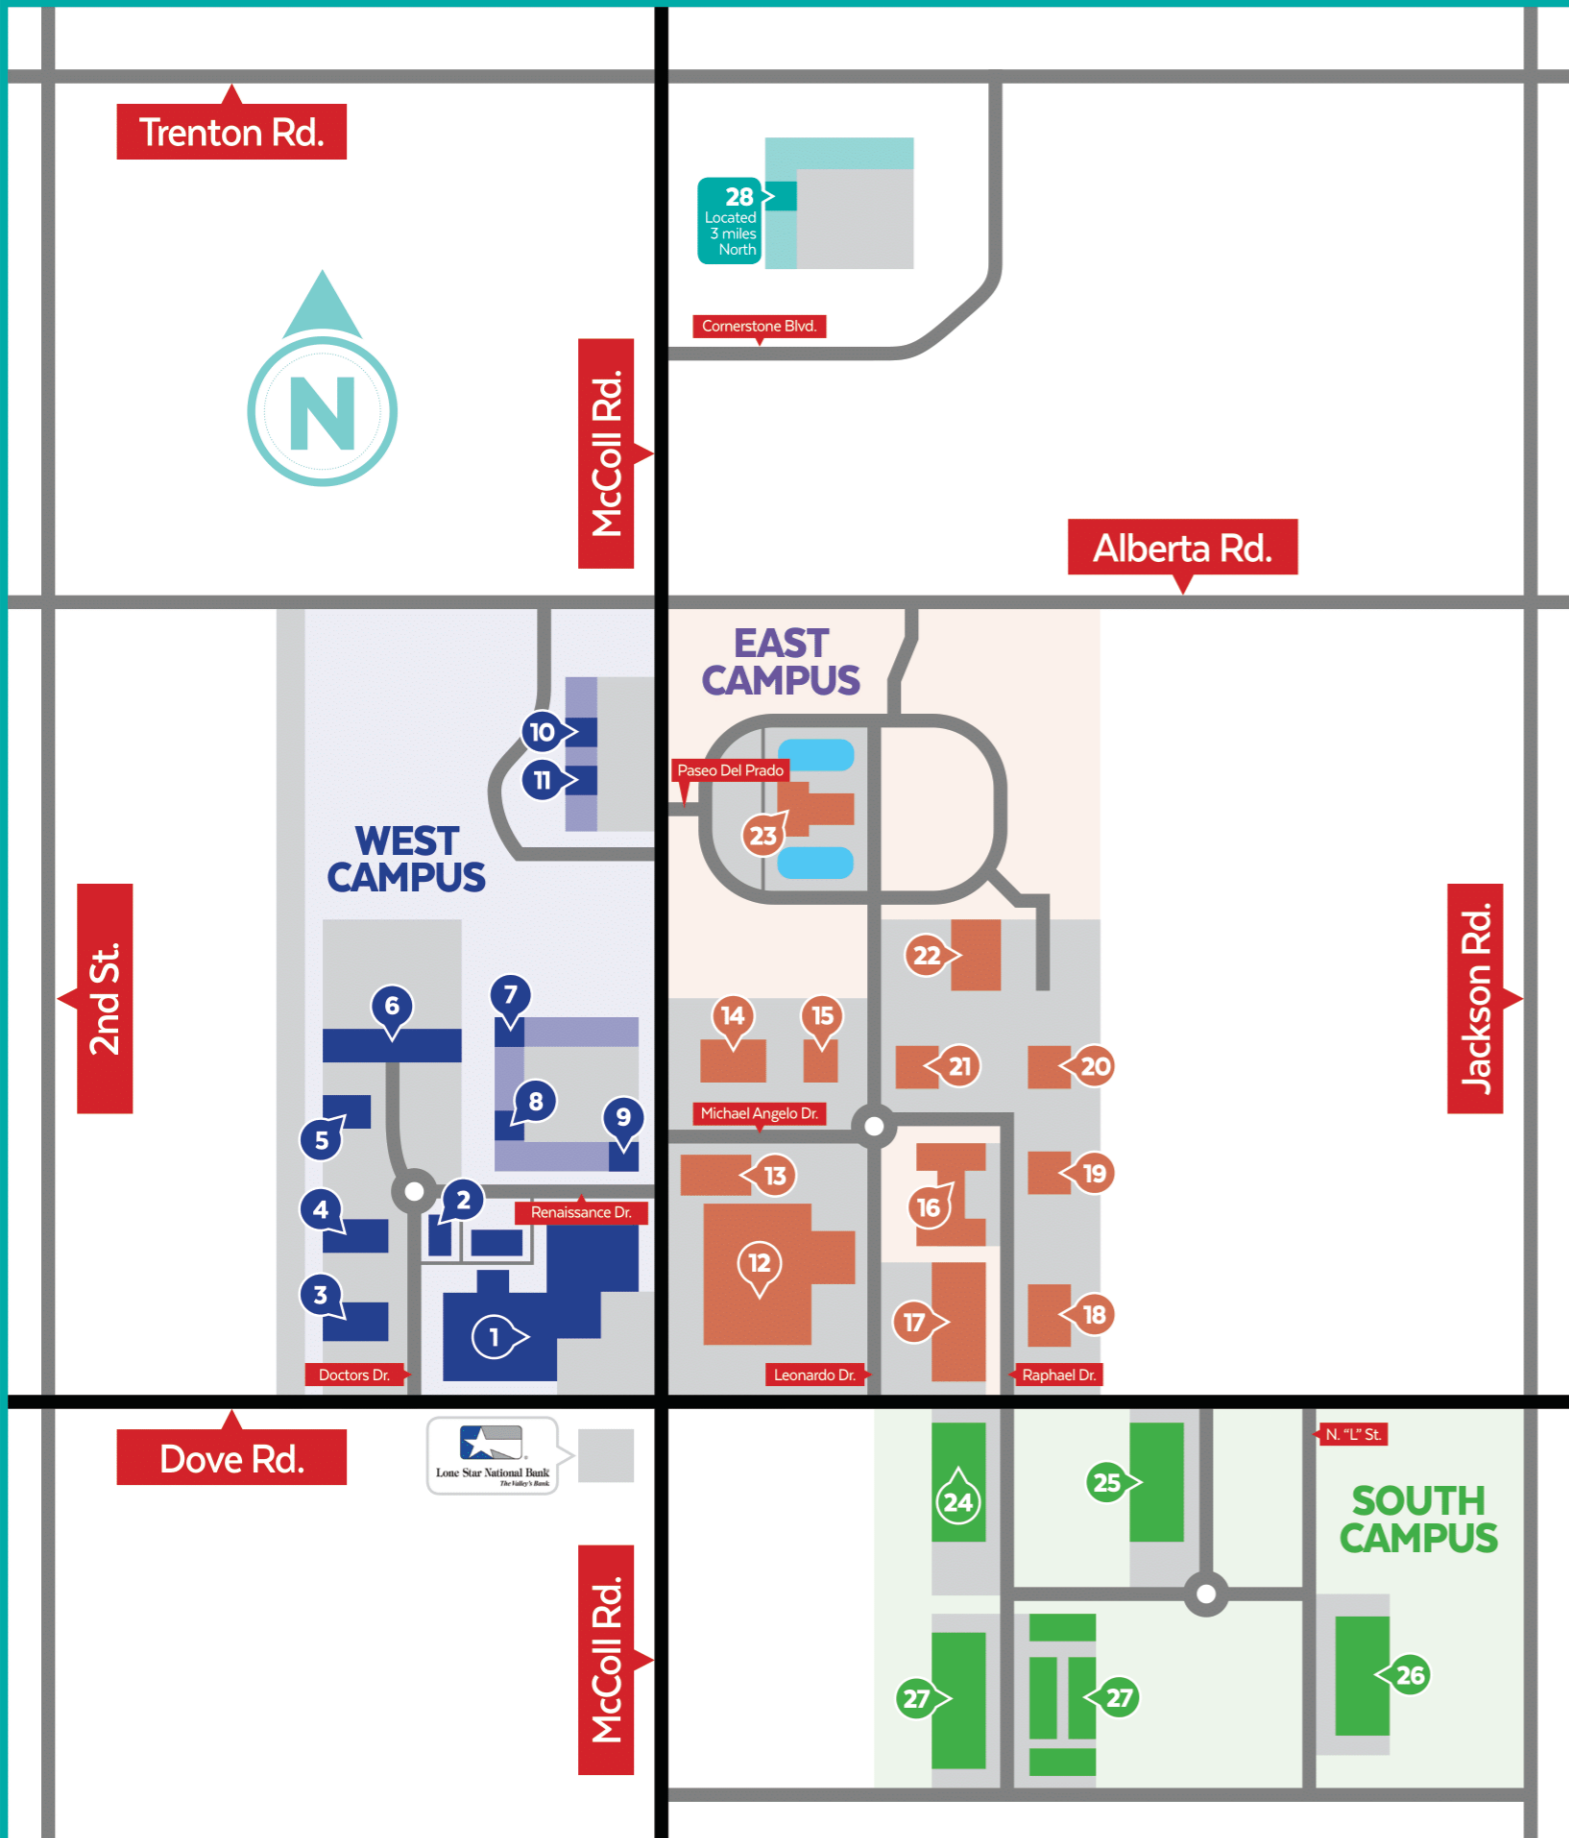 Trenton Rd.
28
Located
3 miles
North
Cornerstone Blvd.
N
McColl Rd.
Alberta Rd.
EAST
CAMPUS
10
11
Paseo Del Prado
23
WEST
CAMPUS
2nd St.
Jackson Rd.
22
6
7
14
15
21
20
8
9
5
Michael Angelo Dr.
13
19
2
4
Renaissance Dr.
16
12
3
1
17
18
Doctors Dr.
Leonardo Dr.
Raphael Dr.
Dove Rd.
Lone Star National Bank
The Valley's Bank
N. "L" St.
24
25
SOUTH
CAMPUS
McColl Rd.
27
27
26